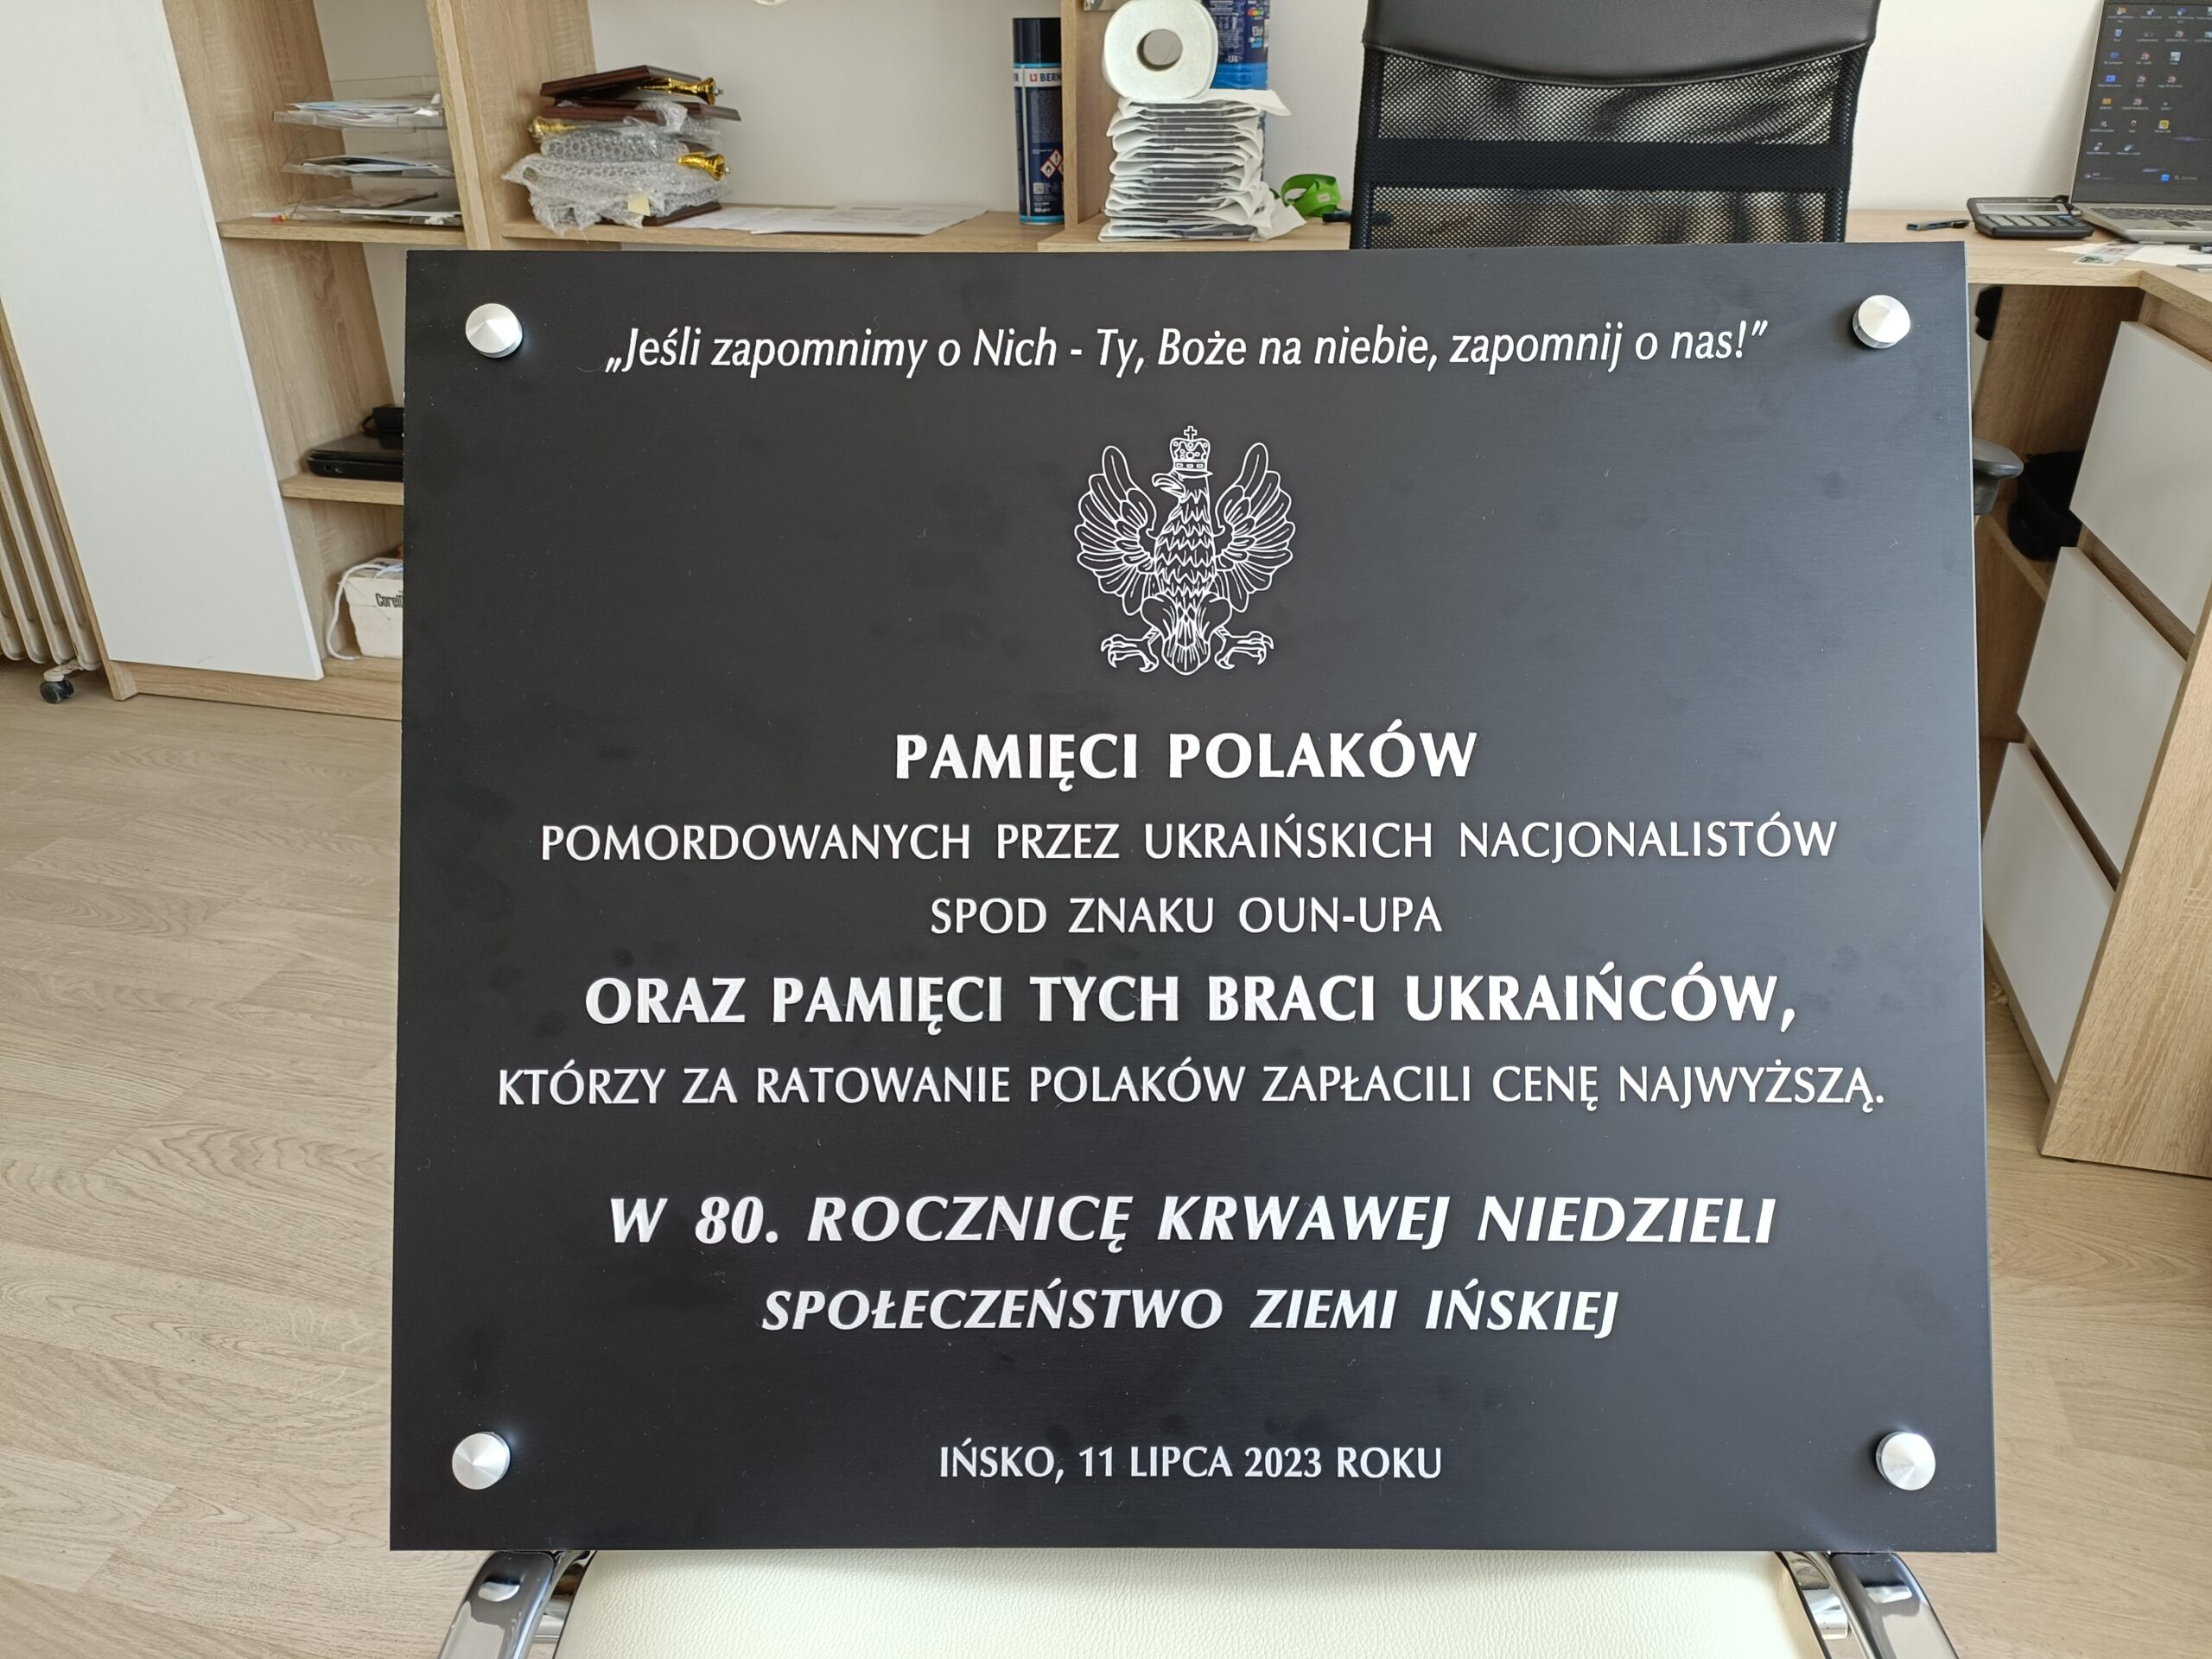 „Jeśli zapomnimy o Nich - Ty, Boże na niebie, zapomnij o nas!”
PAMIĘCI POLAKÓW
POMORDOWANYCH PRZEZ UKRAIŃSKICH NACJONALISTÓW
SPOD ZNAKU OUN-UPA
ORAZ PAMIĘCI TYCH BRACI UKRAIŃCÓW,
KTÓRZY ZA RATOWANIE POLAKÓW ZAPŁACILI CENĘ NAJWYŻSZĄ.
W 80. ROCZNICĘ KRWAWEJ NIEDZIELI
SPOŁECZEŃSTWO ZIEMI IŃSKIEJ
IŃSKO, 11 LIPCA 2023 ROKU